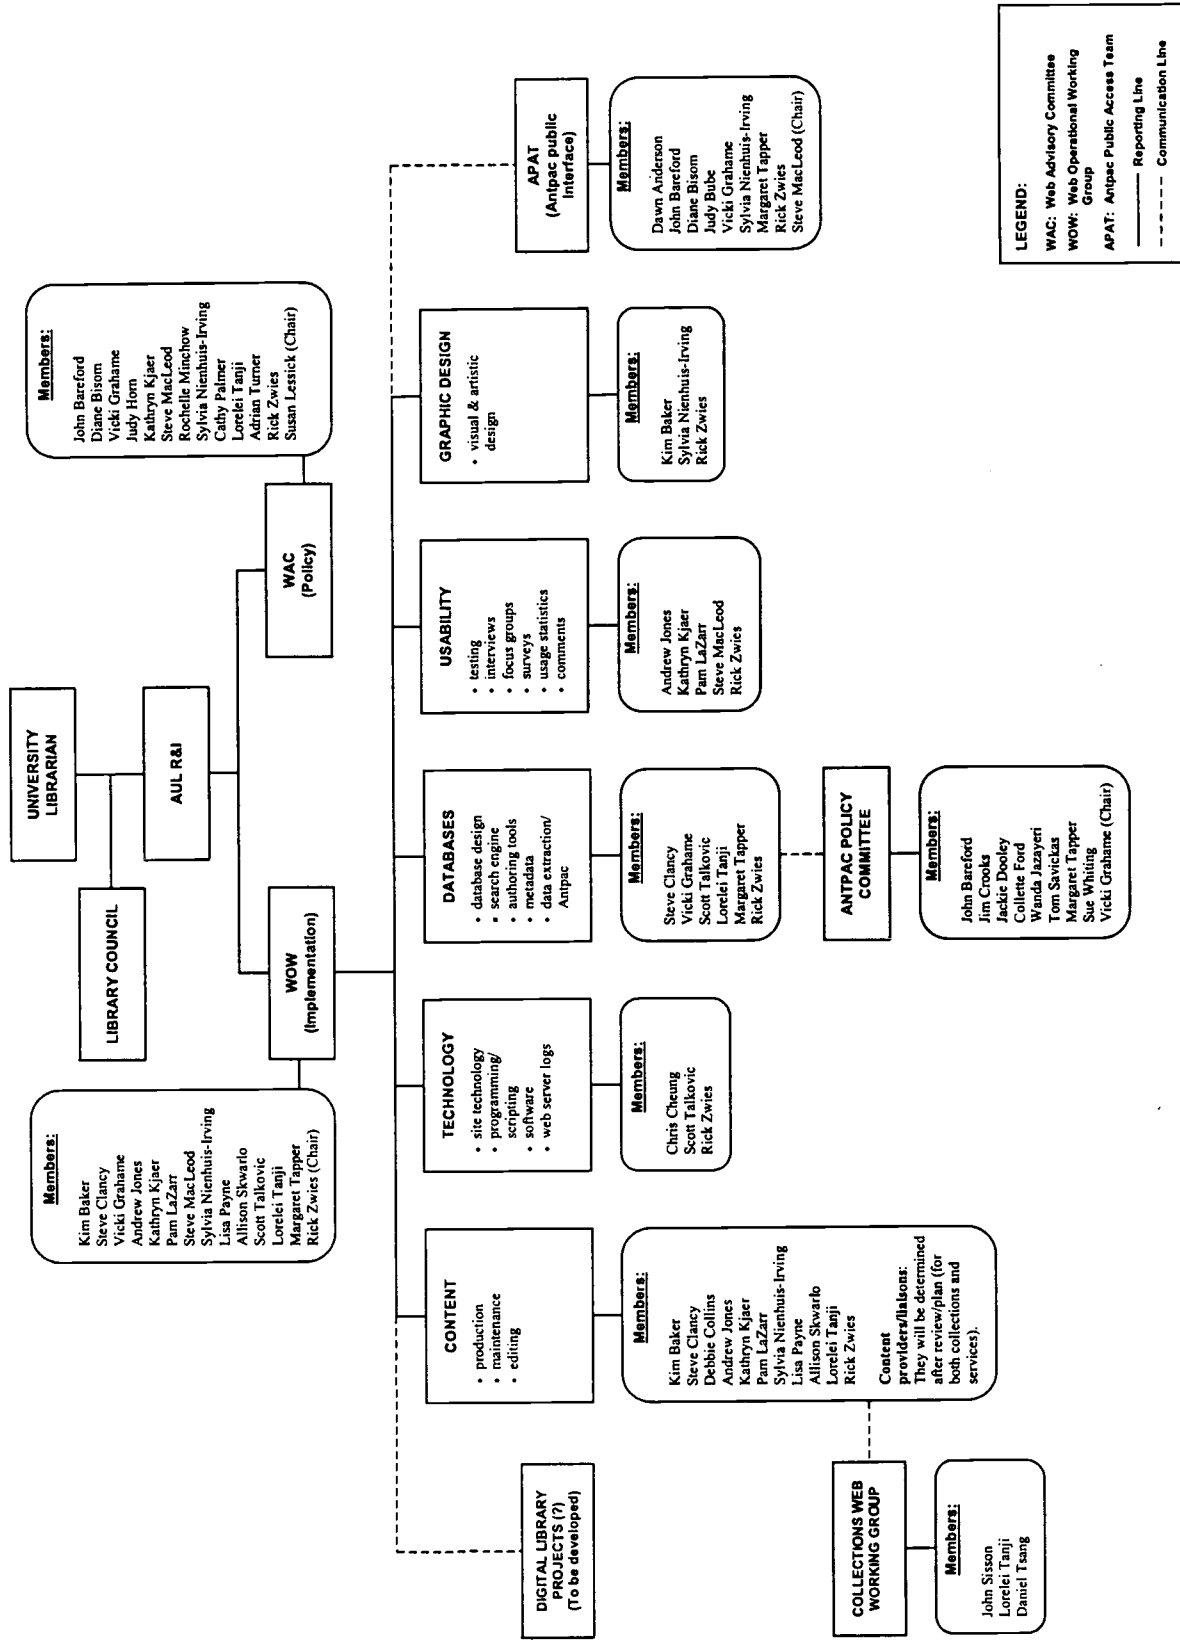 UNIVERSITY
LIBRARIAN
LIBRARY COUNCIL
AUL R&I
Members:
Kim Baker
Steve Clancy
Vicki Grahame
Andrew Jones
Kathryn Kjaer
Pam LaZarr
Steve MacLeod
Sylvia Nienhuis-Irving
Lisa Payne
Allison Skwarlo
Scott Talkovic
Lorelei Tanji
Margaret Tapper
Rick Zwies (Chair)
WOW
(Implementation)
WAC
(Policy)
Members:
John Bareford
Diane Bisom
Vicki Grahame
Judy Horn
Kathryn Kjaer
Steve MacLeod
Rochelle Minchow
Sylvia Nienhuis-Irving
Cathy Palmer
Lorelei Tanji
Adrian Turner
Rick Zwies
Susan Lessick (Chair)
DIGITAL LIBRARY
PROJECTS (?)
(To be developed)
CONTENT
• production
• maintenance
• editing
Members:
Kim Baker
Steve Clancy
Debbie Collins
Andrew Jones
Kathryn Kjaer
Pam LaZarr
Sylvia Nienhuis-Irving
Lisa Payne
Allison Skwarlo
Lorelei Tanji
Rick Zwies
Content
providers/liaisons:
They will be determined
after review/plan (for
both collections and
services).
COLLECTIONS WEB
WORKING GROUP
Members:
John Sisson
Lorelei Tanji
Daniel Tsang
TECHNOLOGY
• site technology
• programming/
scripting
• software
• web server logs
Members:
Chris Cheung
Scott Talkovic
Rick Zwies
DATABASES
• database design
• search engine
• authoring tools
• metadata
• data extraction/
Antpac
Members:
Steve Clancy
Vicki Grahame
Scott Talkovic
Lorelei Tanji
Margaret Tapper
Rick Zwies
ANTPAC POLICY
COMMITTEE
Members:
John Bareford
Jim Crooks
Jackie Dooley
Collette Ford
Wanda Jazayeri
Tom Savickas
Margaret Tapper
Sue Whiting
Vicki Grahame (Chair)
USABILITY
• testing
• interviews
• focus groups
• surveys
• usage statistics
• comments
Members:
Andrew Jones
Kathryn Kjaer
Pam LaZarr
Steve MacLeod
Rick Zwies
GRAPHIC DESIGN
• visual & artistic
design
Members:
Kim Baker
Sylvia Nienhuis-Irving
Rick Zwies
APAT
(Antpac public
Interface)
Members:
Dawn Anderson
John Bareford
Diane Bisom
Judy Bube
Vicki Grahame
Sylvia Nienhuis-Irving
Margaret Tapper
Rick Zwies
Steve MacLeod (Chair)
LEGEND:
WAC: Web Advisory Committee
WOW: Web Operational Working
Group
APAT: Antpac Public Access Team
Reporting Line
Communication Line